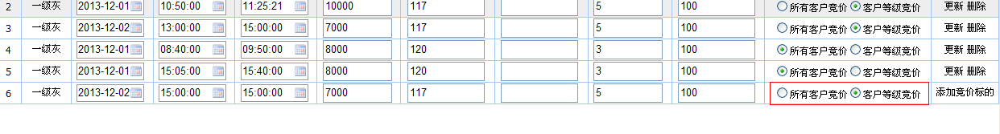 2 一级灰 2013-12-01 10:50:00 11:25:21 10000 117 5 100 所有客户竞价 客户等级竞价 更新 删除
3 一级灰 2013-12-02 13:00:00 15:00:00 7000 117 5 100 所有客户竞价 客户等级竞价 更新 删除
4 一级灰 2013-12-01 08:40:00 09:50:00 8000 120 3 100 所有客户竞价 客户等级竞价 更新 删除
5 一级灰 2013-12-01 15:05:00 15:40:00 8000 120 3 100 所有客户竞价 客户等级竞价 更新 删除
6 一级灰 2013-12-02 15:00:00 15:00:00 7000 117 5 100 所有客户竞价 客户等级竞价 添加竞价标的